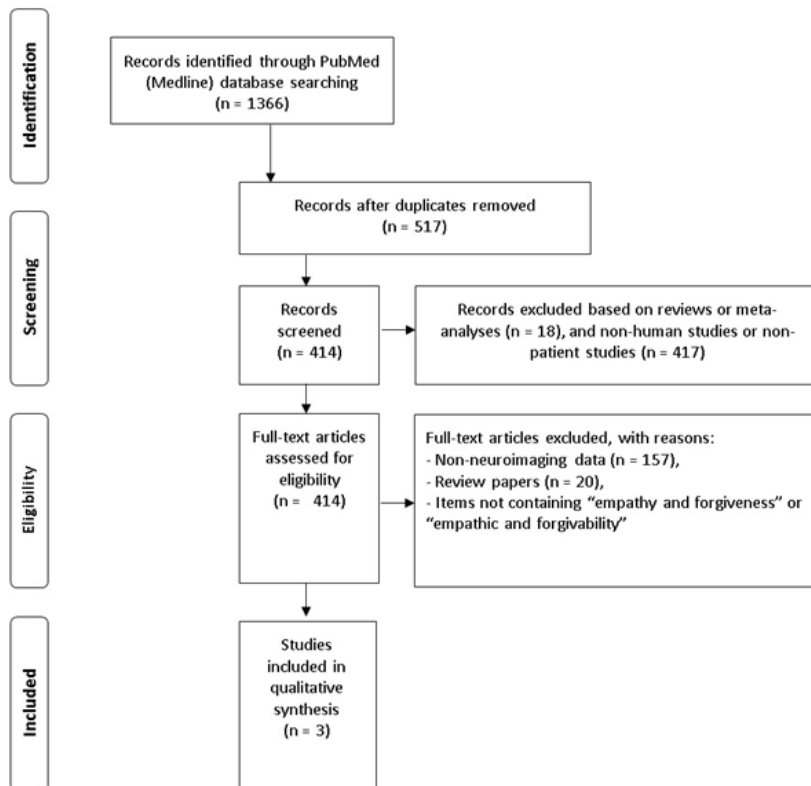 Identification
Records identified through PubMed
(Medline) database searching
(n = 1366)
Records after duplicates removed
(n = 517)
Screening
Records
screened
(n = 414)
Records excluded based on reviews or meta-
analyses (n = 18), and non-human studies or non-
patient studies (n = 417)
Eligibility
Full-text articles
assessed for
eligibility
(n = 414)
Full-text articles excluded, with reasons:
- Non-neuroimaging data (n = 157),
- Review papers (n = 20),
- Items not containing “empathy and forgiveness” or
“empathic and forgivability”
Included
Studies
included in
qualitative
synthesis
(n = 3)